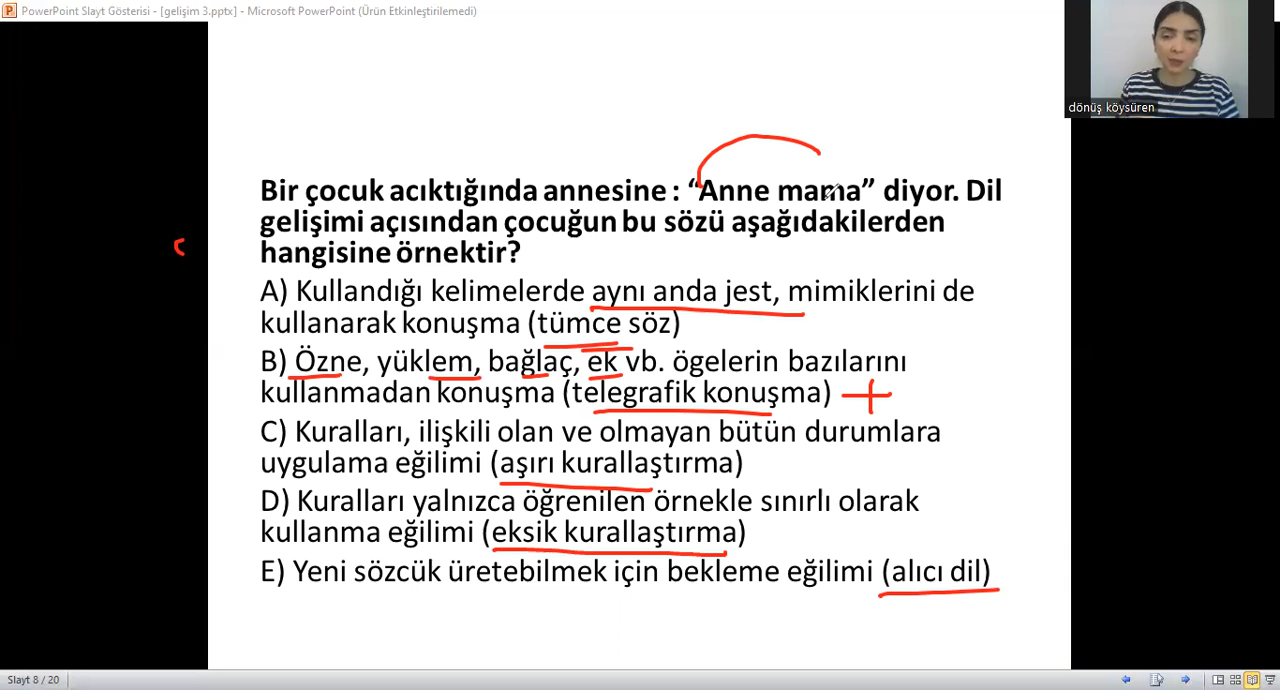 PowerPoint Slayt Gösterisi - [gelişim 3.pptx] - Microsoft PowerPoint (Ürün Etkinleştirilemedi)
dönüş köysüren
Bir çocuk acıktığında annesine : “Anne mama” diyor. Dil
gelişimi açısından çocuğun bu sözü aşağıdakilerden
hangisine örnektir?
A) Kullandığı kelimelerde aynı anda jest, mimiklerini de
kullanarak konuşma (tümce söz)
B) Özne, yüklem, bağlaç, ek vb. ögelerin bazılarını
kullanmadan konuşma (telegrafik konuşma)
C) Kuralları, ilişkili olan ve olmayan bütün durumlara
uygulama eğilimi (aşırı kurallaştırma)
D) Kuralları yalnızca öğrenilen örnekle sınırlı olarak
kullanma eğilimi (eksik kurallaştırma)
E) Yeni sözcük üretebilmek için bekleme eğilimi (alıcı dil)
Slayt 8 / 20